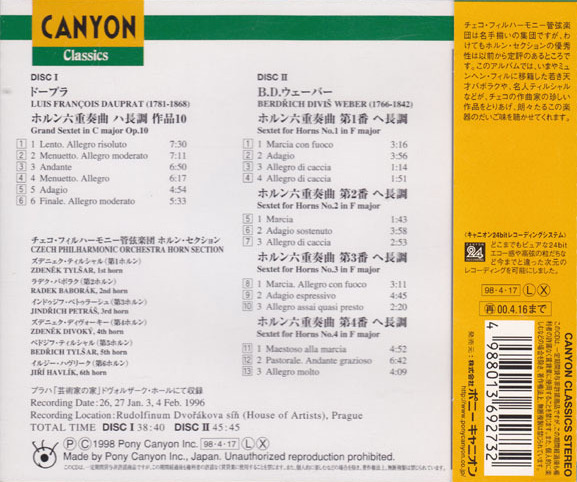 CANYON
Classics
DISC I
ドープラ
LUIS FRANÇOIS DAUPRAT (1781-1868)
ホルン六重奏曲 ハ長調 作品10
Grand Sextet in C major Op.10
1 1 Lento. Allegro risoluto 7:30
2 2 Menuetto. Allegro moderato 7:11
3 3 Andante 6:50
4 4 Menuetto. Allegro 6:17
5 5 Adagio 4:54
6 6 Finale. Allegro moderato 5:33
チェコ・フィルハーモニー管弦楽団 ホルン・セクション
CZECH PHILHARMONIC ORCHESTRA HORN SECTION
ズデニェク・ティルシャル(第1ホルン)
ZDENĚK TYLŠAR, 1st horn
ラデク・バボラク(第2ホルン)
RADEK BABORÁK, 2nd horn
インドゥジフ・ペトラーシュ(第3ホルン)
JINDŘICH PETRÁŠ, 3rd horn
ズデニェク・ディヴォーキー(第4ホルン)
ZDENĚK DIVOKÝ, 4th horn
ベドジフ・ティルシャル(第5ホルン)
BEDŘICH TYLŠAR, 5th horn
イルジー・ハヴリーク(第6ホルン)
JIŘÍ HAVLÍK, 6th horn
プラハ「芸術家の家」ドヴォルザーク・ホールにて収録
Recording Date: 26, 27 Jan. 3, 4 Feb. 1996
Recording Location: Rudolfinum Dvořákova síň (House of Artists), Prague
TOTAL TIME DISC I 38:40 DISC II 45:45
Ⓟ Ⓒ 1998 Pony Canyon Inc. 98・4・17 Ⓛ Ⓧ
Made in Japan. Unauthorized reproduction prohibited.
DISC II
B.D.ウェーバー
BERDŘICH DIVIŠ WEBER (1766-1842)
ホルン六重奏曲 第1番 ヘ長調
Sextet for Horns No.1 in F major
1 1 Marcia con fuoco 3:16
2 2 Adagio 3:56
3 3 Allegro di caccia 1:14
4 4 Allegro di caccia 1:51
ホルン六重奏曲 第2番 ヘ長調
Sextet for Horns No.2 in F major
5 1 Marcia 1:43
6 2 Adagio sostenuto 3:58
7 3 Allegro di caccia 2:53
ホルン六重奏曲 第3番 ヘ長調
Sextet for Horns No.3 in F major
8 1 Marcia. Allegro con fuoco 3:11
9 2 Adagio espressivo 4:45
10 3 Allegro assai quasi presto 2:20
ホルン六重奏曲 第4番 ヘ長調
Sextet for Horns No.4 in F major
11 1 Maestoso alla marcia 4:52
12 2 Pastorale. Andante grazioso 6:42
13 3 Allegro molto 4:09
チェコ・フィルハーモニー管弦楽
団は名手揃いの集団ですが、わ
けてもホルン・セクションの優秀
性は以前から定評のあるところで
す。このアルバムでは、いまやミュ
ンヘン・フィルに移籍した若き天
才バボラクや、名人ティルシャル
などが、チェコの作曲家の珍しい
作品をとりあげ、朗々たるこの楽
器のだいご味を聴かせています。
〈キャニオン24bitレコーディングシステム〉
24
どこまでもピュアな24bit
エコー感や高弦の粒だちな
ど今までと違った次元の
レコーディングを可能にしました。
98・4・17 Ⓛ Ⓧ
再 00.4.16まで
4988013692732
発売元:株式会社ポニーキャニオン
http://www.ponycanyon.co.jp/
CANYON CLASSICS STEREO